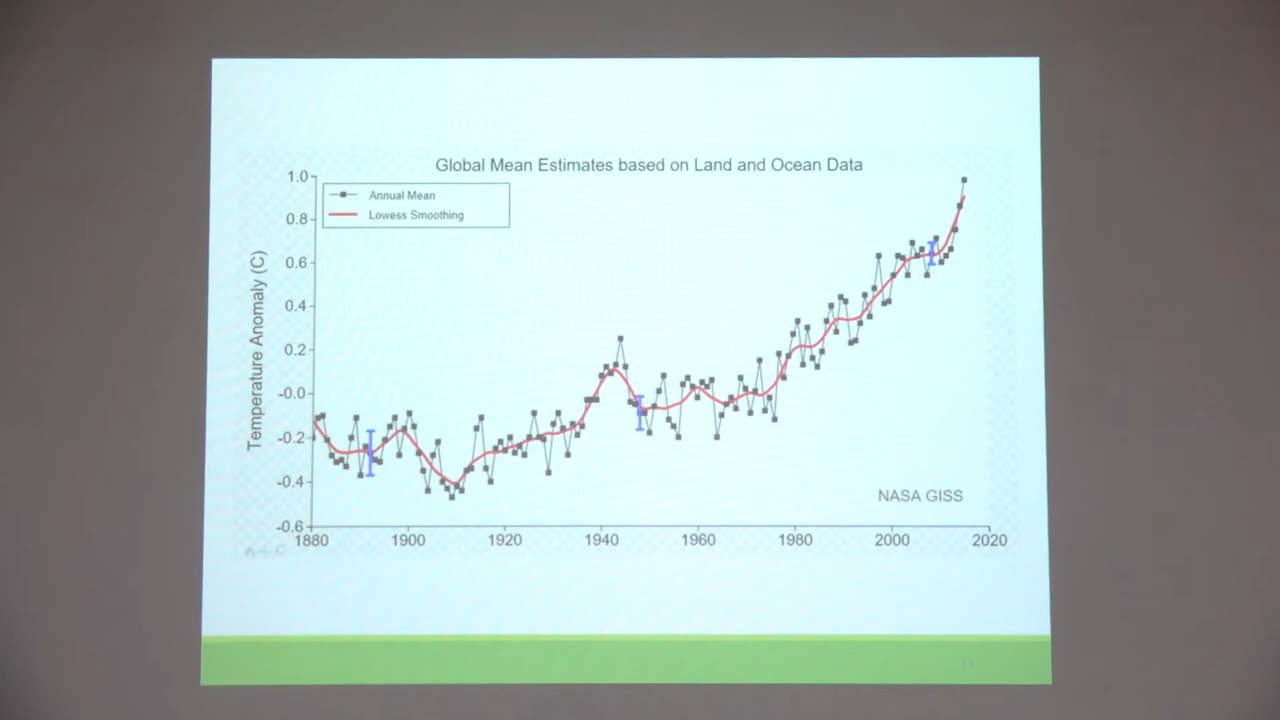 Global Mean Estimates based on Land and Ocean Data
1.0
Annual Mean
Lowess Smoothing
0.8
0.6
0.4
0.2
-0.0
-0.2
-0.4
-0.6
Temperature Anomaly (C)
NASA GISS
1880 1900 1920 1940 1960 1980 2000 2020